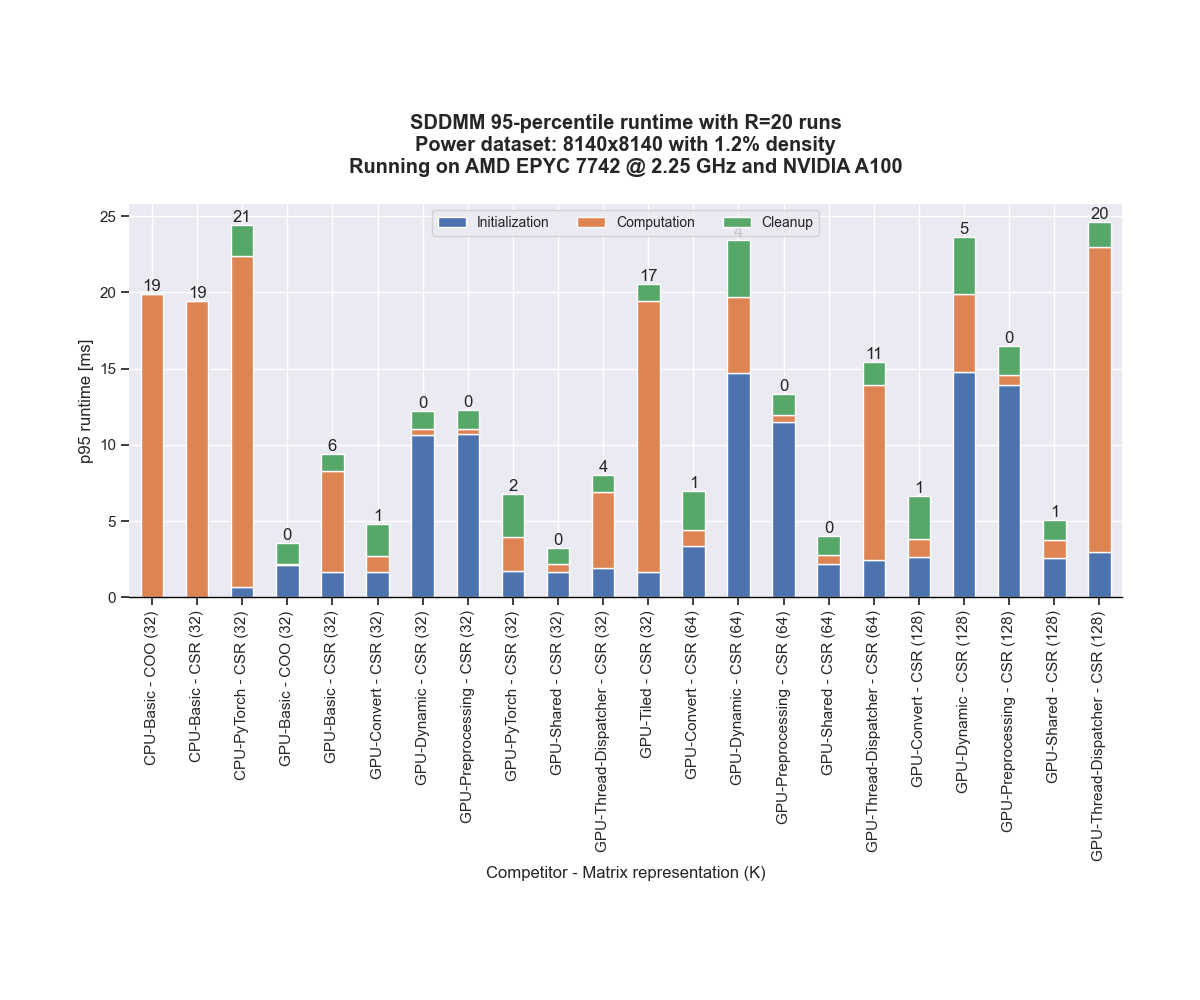 SDDMM 95-percentile runtime with R=20 runs
Power dataset: 8140x8140 with 1.2% density
Running on AMD EPYC 7742 @ 2.25 GHz and NVIDIA A100
Initialization Computation Cleanup
p95 runtime [ms]
25
20
15
10
5
0
19
19
21
0
6
1
0
0
2
0
4
17
1
4
0
0
11
1
5
0
1
20
CPU-Basic - COO (32)
CPU-Basic - CSR (32)
CPU-PyTorch - CSR (32)
GPU-Basic - COO (32)
GPU-Basic - CSR (32)
GPU-Convert - CSR (32)
GPU-Dynamic - CSR (32)
GPU-Preprocessing - CSR (32)
GPU-PyTorch - CSR (32)
GPU-Shared - CSR (32)
GPU-Thread-Dispatcher - CSR (32)
GPU-Tiled - CSR (32)
GPU-Convert - CSR (64)
GPU-Dynamic - CSR (64)
GPU-Preprocessing - CSR (64)
GPU-Shared - CSR (64)
GPU-Thread-Dispatcher - CSR (64)
GPU-Convert - CSR (128)
GPU-Dynamic - CSR (128)
GPU-Preprocessing - CSR (128)
GPU-Shared - CSR (128)
GPU-Thread-Dispatcher - CSR (128)
Competitor - Matrix representation (K)